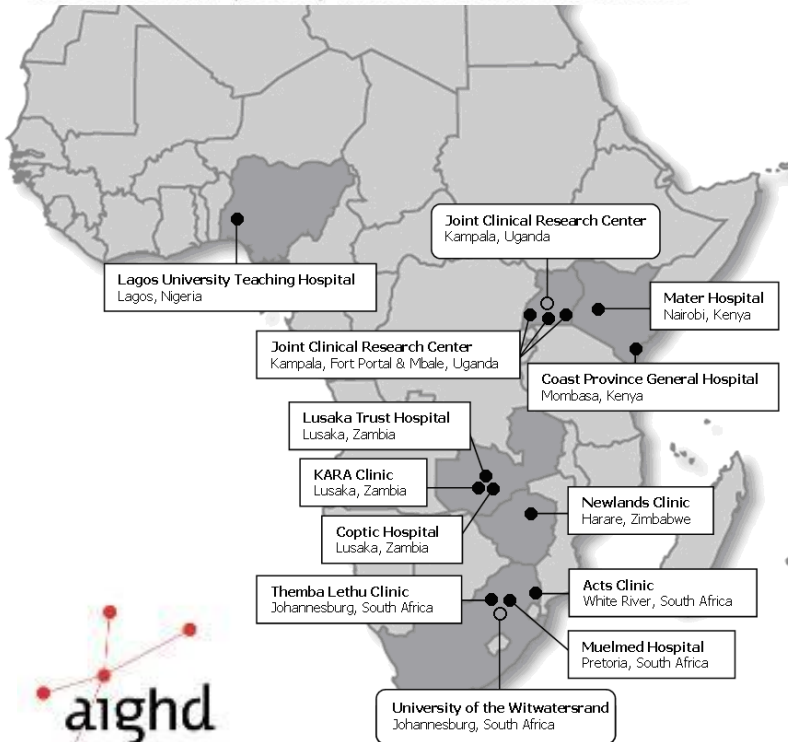 Joint Clinical Research Center
Kampala, Uganda
Lagos University Teaching Hospital
Lagos, Nigeria
Mater Hospital
Nairobi, Kenya
Joint Clinical Research Center
Kampala, Fort Portal & Mbale, Uganda
Coast Province General Hospital
Mombasa, Kenya
Lusaka Trust Hospital
Lusaka, Zambia
KARA Clinic
Lusaka, Zambia
Newlands Clinic
Harare, Zimbabwe
Coptic Hospital
Lusaka, Zambia
Themba Lethu Clinic
Johannesburg, South Africa
Acts Clinic
White River, South Africa
Muelmed Hospital
Pretoria, South Africa
University of the Witwatersrand
Johannesburg, South Africa
aighd